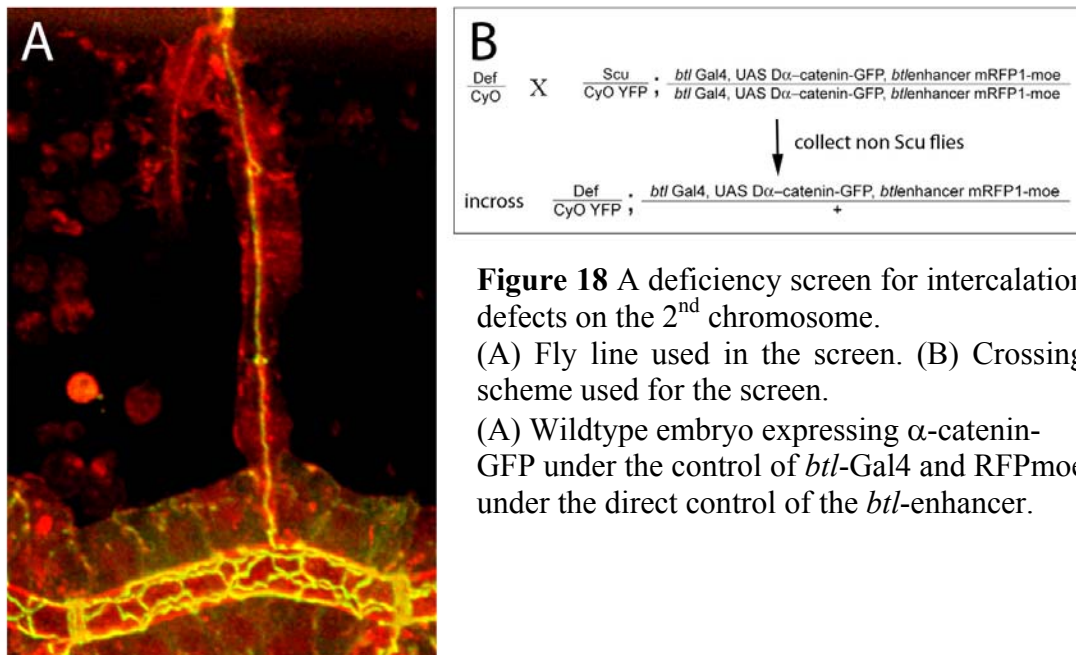 A
B
Def
CyO
X
Scu
CyO YFP
;
btl Gal4, UAS Dα–catenin-GFP, btlenhancer mRFP1-moe
btl Gal4, UAS Dα–catenin-GFP, btlenhancer mRFP1-moe
collect non Scu flies
incross
Def
CyO YFP
;
btl Gal4, UAS Dα–catenin-GFP, btlenhancer mRFP1-moe
+
Figure 18 A deficiency screen for intercalation
defects on the 2nd chromosome.
(A) Fly line used in the screen. (B) Crossing
scheme used for the screen.
(A) Wildtype embryo expressing α-catenin-
GFP under the control of btl-Gal4 and RFPmoe
under the direct control of the btl-enhancer.